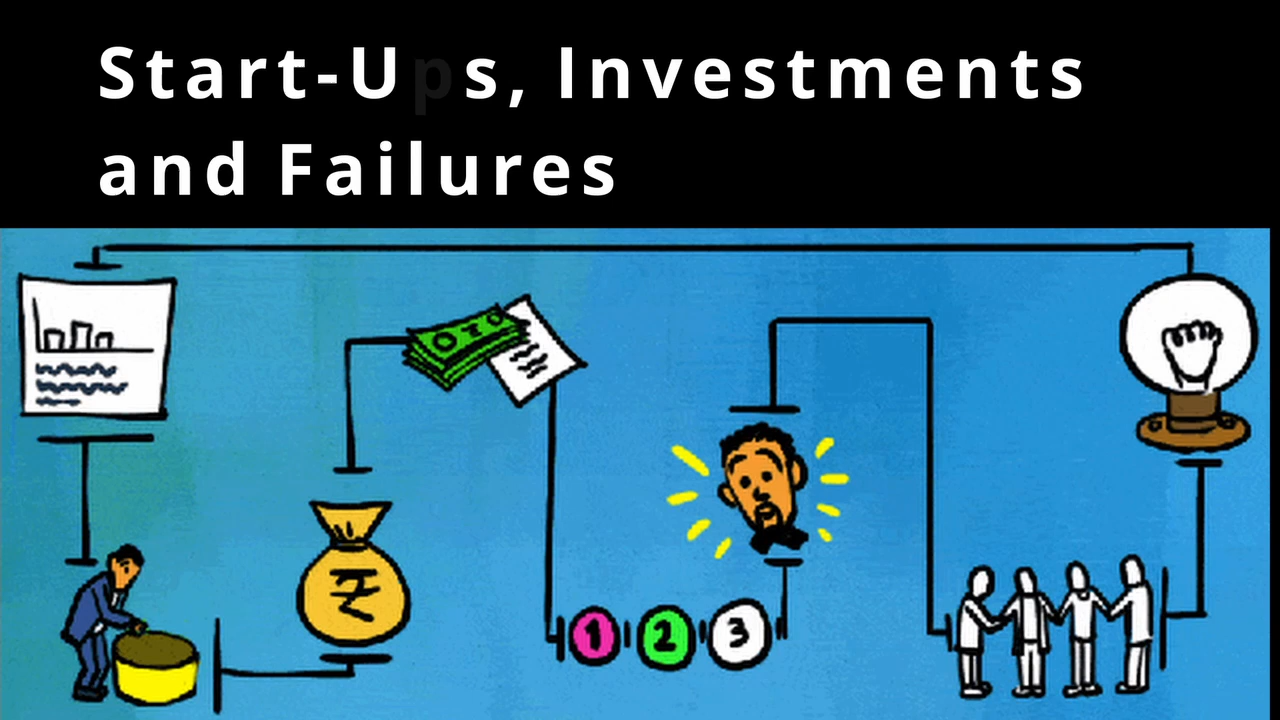 Start-Ups, Investments
and Failures
₹
1 2 3